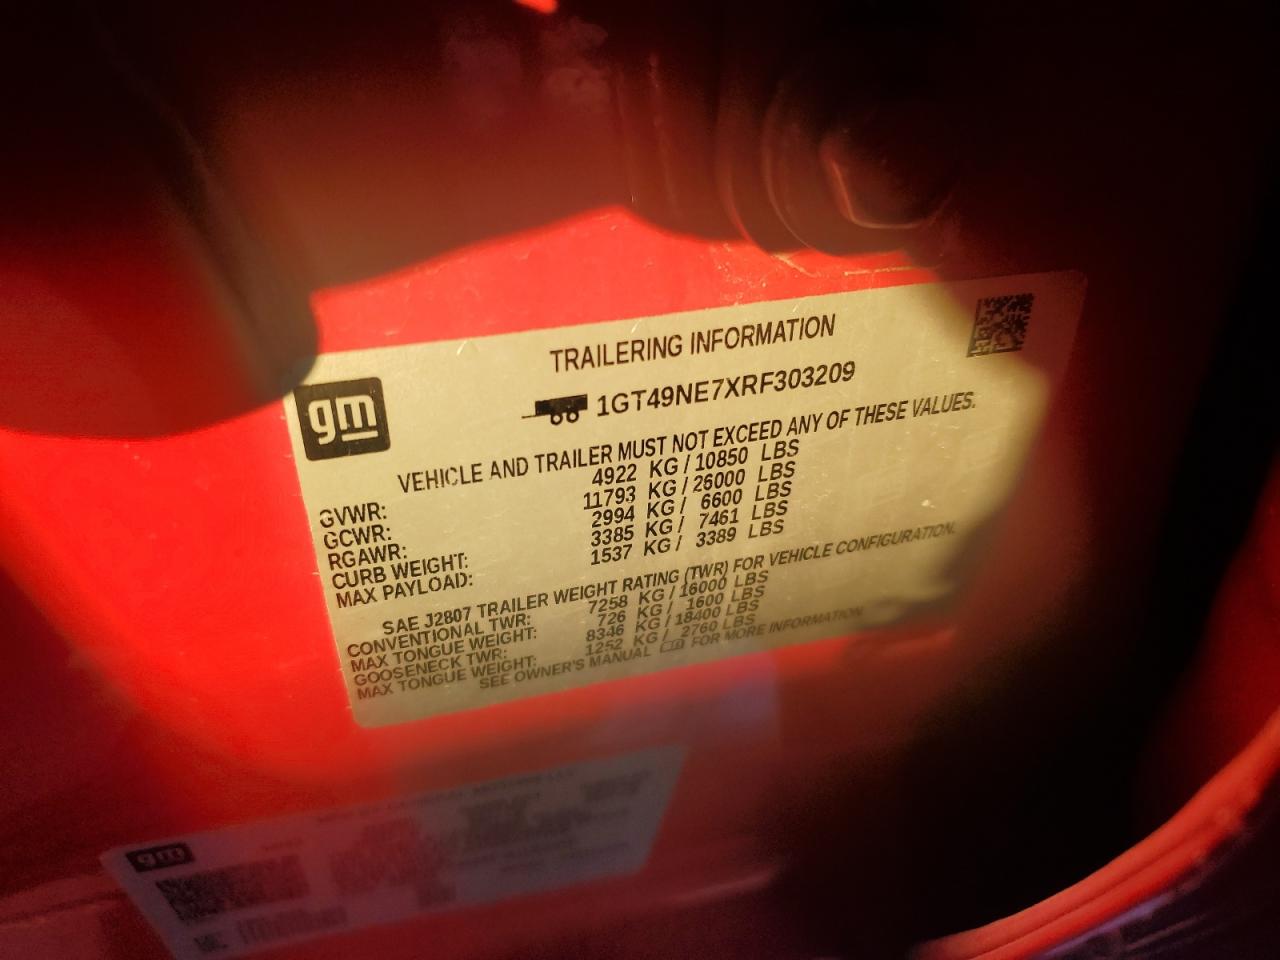 TRAILERING INFORMATION
gm
1GT49NE7XRF303209
VEHICLE AND TRAILER MUST NOT EXCEED ANY OF THESE VALUES.
GVWR: 4922 KG / 10850 LBS
GCWR: 11793 KG / 26000 LBS
RGAWR: 2994 KG / 6600 LBS
CURB WEIGHT: 3385 KG / 7461 LBS
MAX PAYLOAD: 1537 KG / 3389 LBS
SAE J2807 TRAILER WEIGHT RATING (TWR) FOR VEHICLE CONFIGURATION.
CONVENTIONAL TWR: 7258 KG / 16000 LBS
MAX TONGUE WEIGHT: 726 KG / 1600 LBS
GOOSENECK TWR: 8346 KG / 18400 LBS
MAX TONGUE WEIGHT: 1252 KG / 2760 LBS
SEE OWNER'S MANUAL FOR MORE INFORMATION.
gm